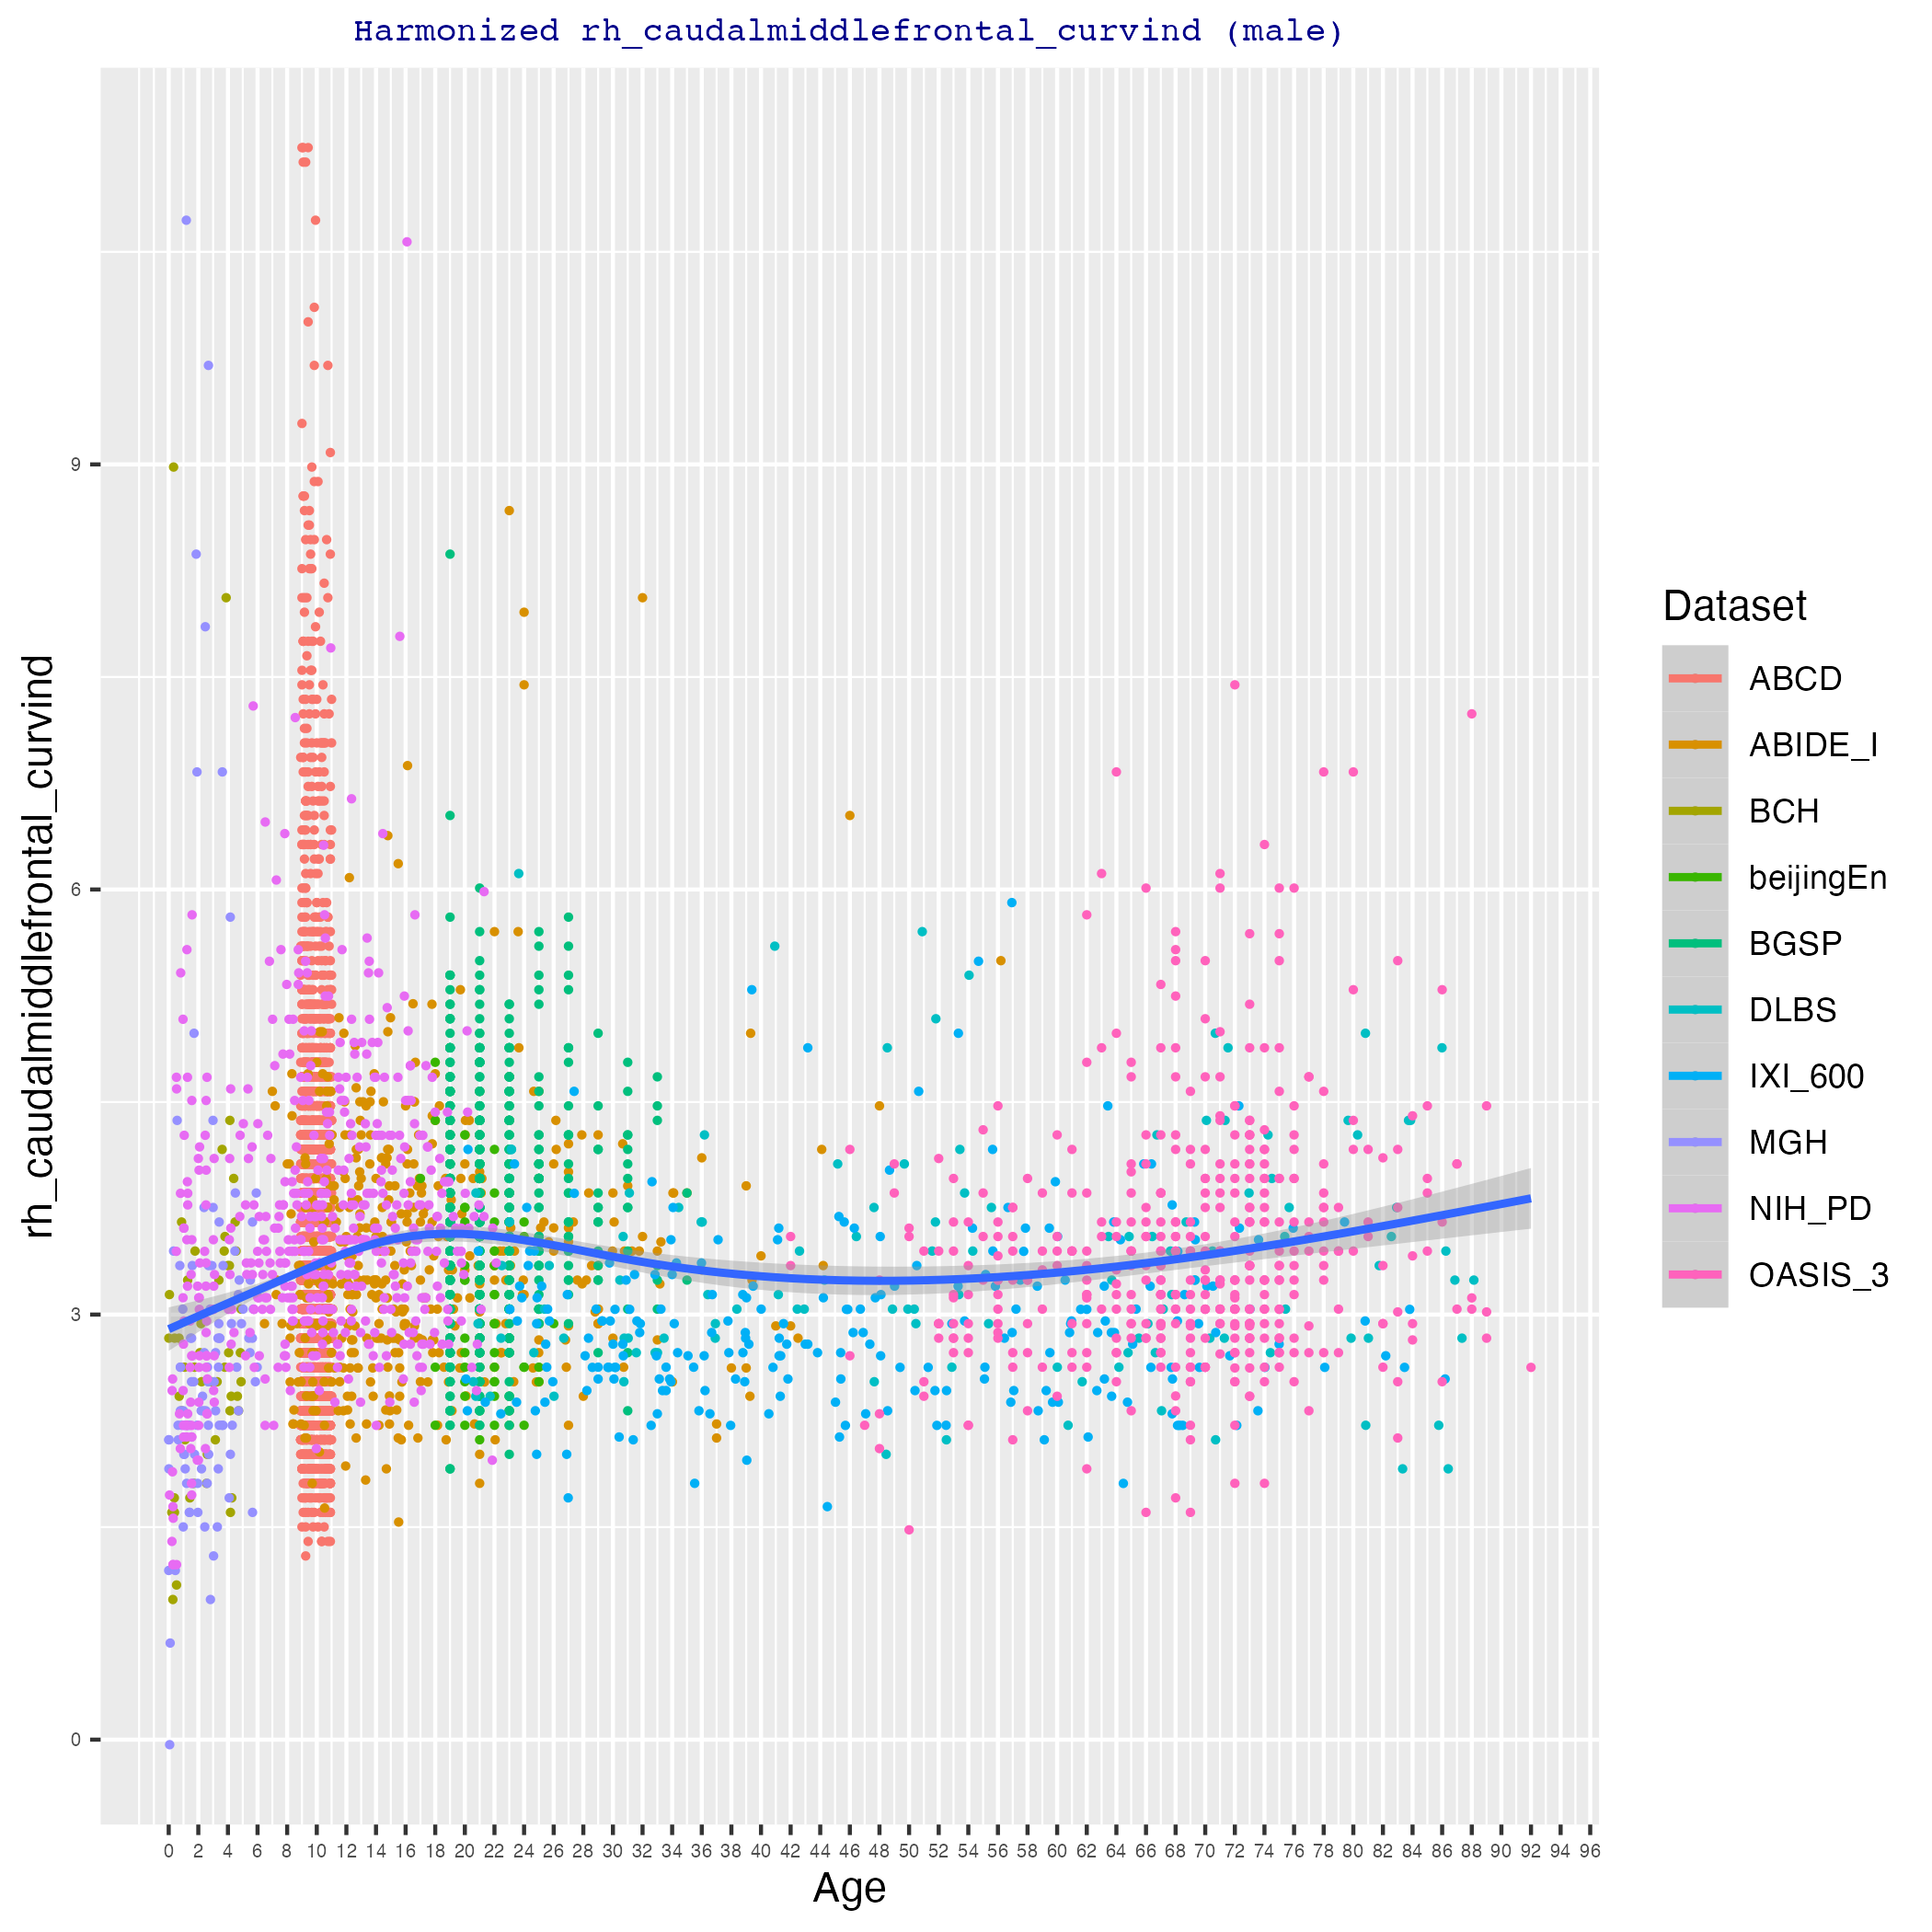 Harmonized rh_caudalmiddlefrontal_curvind (male)
rh_caudalmiddlefrontal_curvind
9
6
3
0
0 2 4 6 8 10 12 14 16 18 20 22 24 26 28 30 32 34 36 38 40 42 44 46 48 50 52 54 56 58 60 62 64 66 68 70 72 74 76 78 80 82 84 86 88 90 92 94 96
Age
Dataset
ABCD
ABIDE_I
BCH
beijingEn
BGSP
DLBS
IXI_600
MGH
NIH_PD
OASIS_3